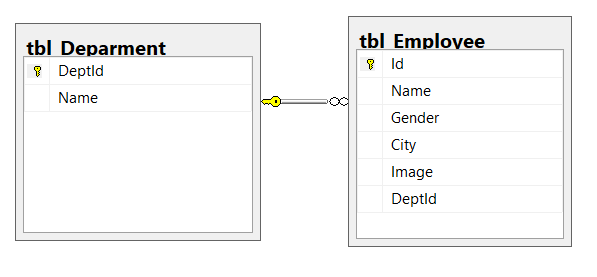 tbl_Deparment
DeptId
Name
tbl_Employee
Id
Name
Gender
City
Image
DeptId